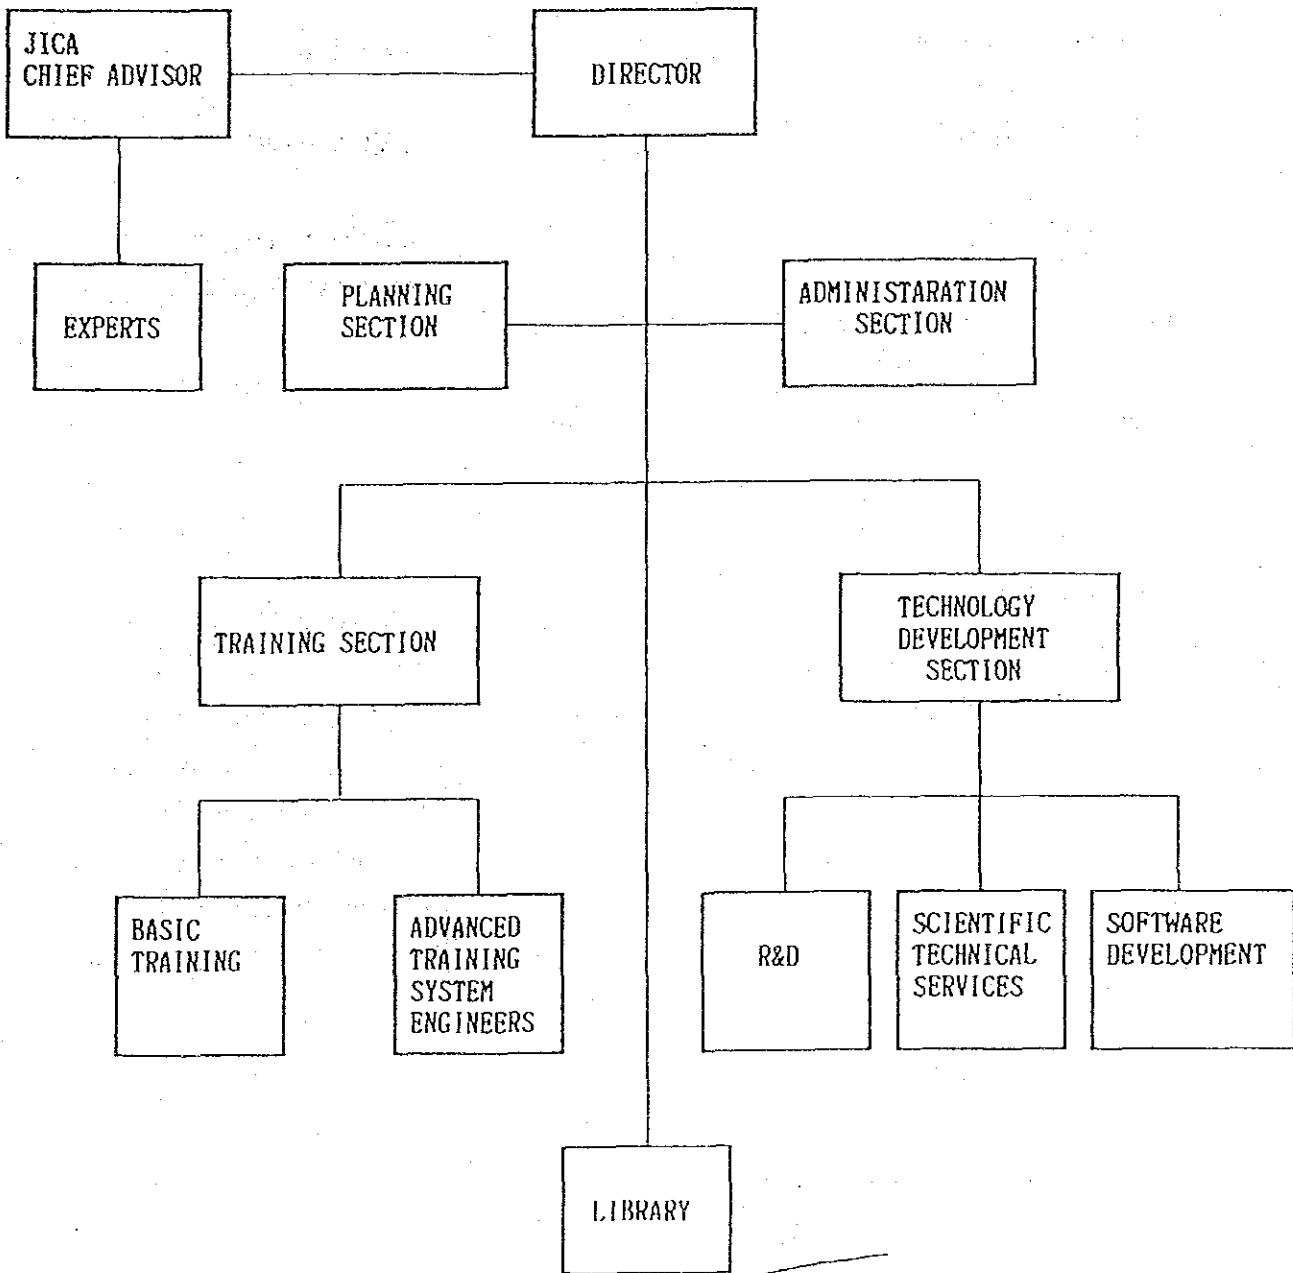 JICA
CHIEF ADVISOR
DIRECTOR
EXPERTS
PLANNING
SECTION
ADMINISTARATION
SECTION
TRAINING SECTION
TECHNOLOGY
DEVELOPMENT
SECTION
BASIC
TRAINING
ADVANCED
TRAINING
SYSTEM
ENGINEERS
R&D
SCIENTIFIC
TECHNICAL
SERVICES
SOFTWARE
DEVELOPMENT
LIBRARY